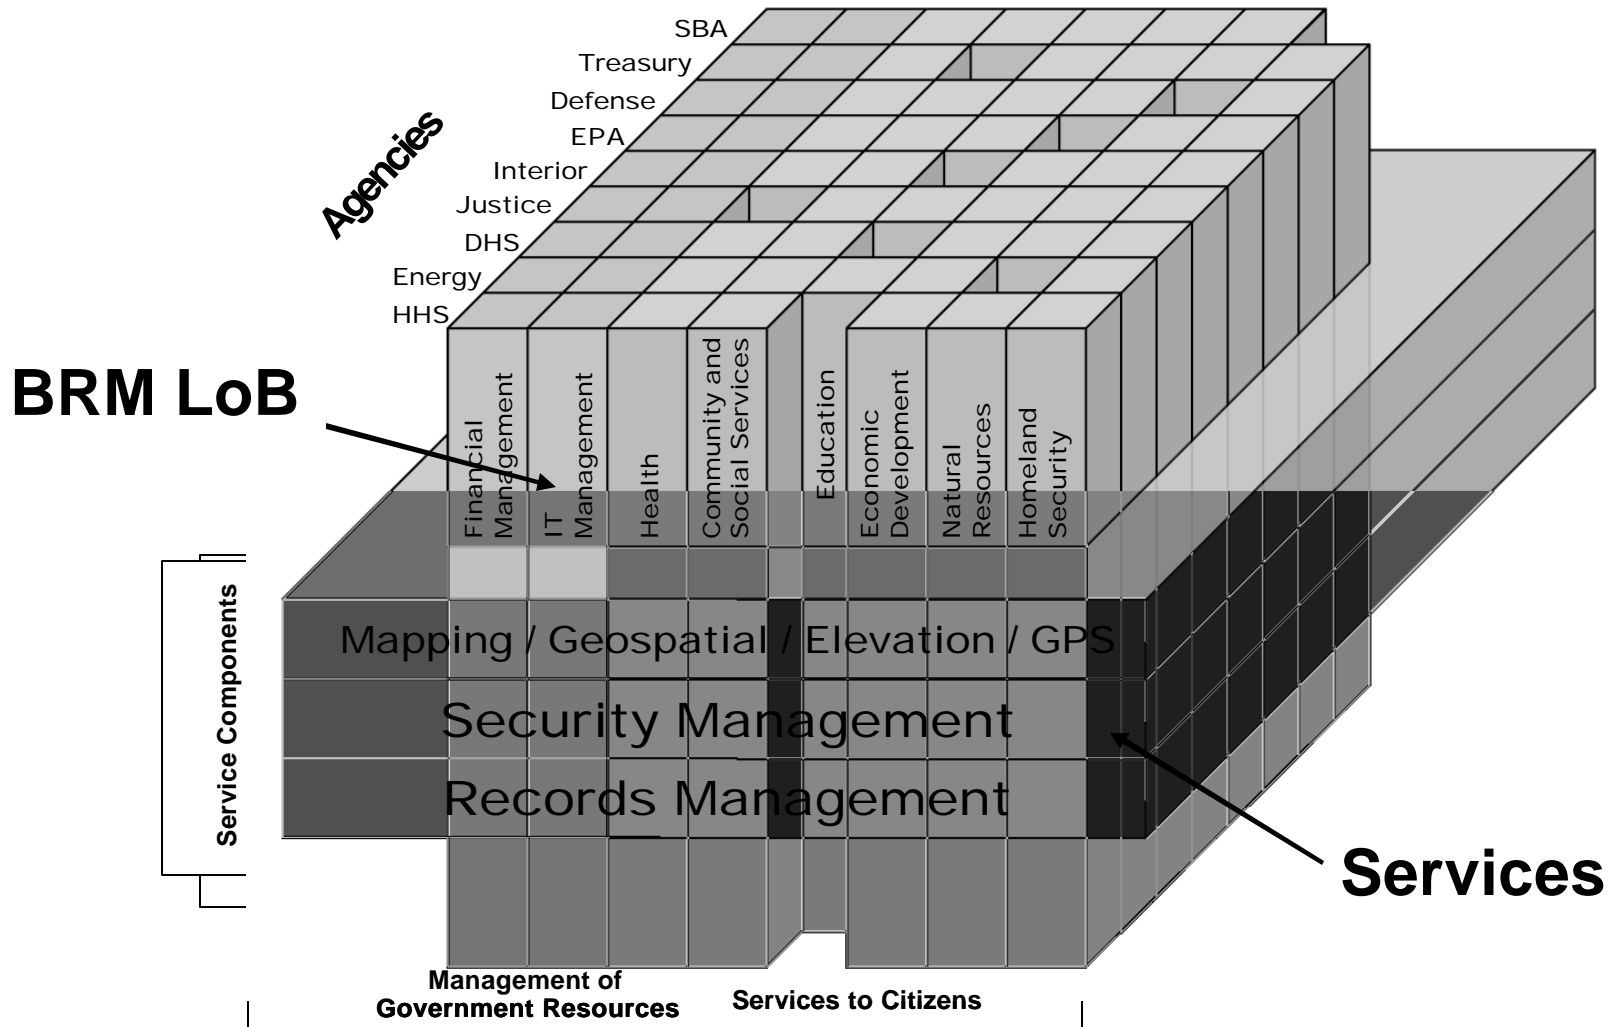 SBA
Treasury
Defense
EPA
Interior
Justice
DHS
Energy
HHS
Agencies
BRM LoB
Financial
Management
IT
Management
Health
Community and
Social Services
Education
Economic
Development
Natural
Resources
Homeland
Security
Service Components
Mapping / Geospatial / Elevation / GPS
Security Management
Records Management
Services
Management of
Government Resources
Services to Citizens